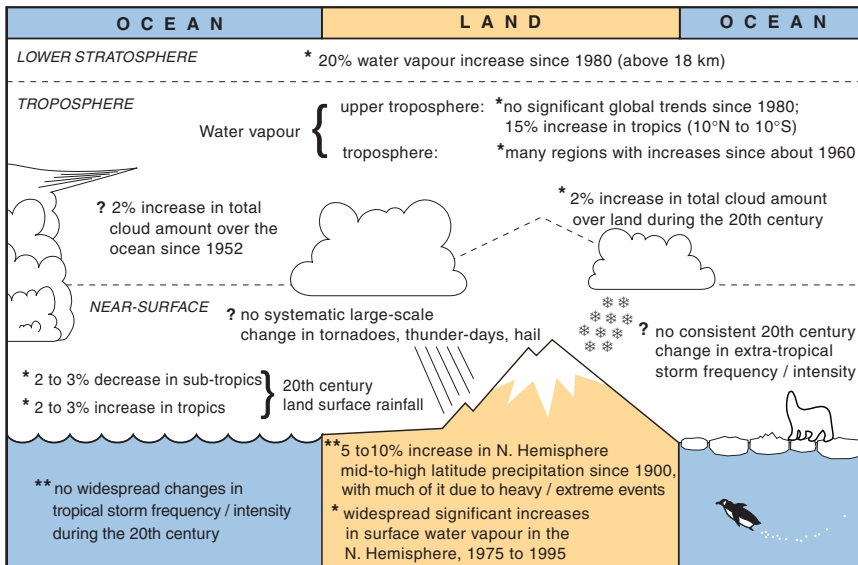 OCEAN LAND OCEAN
LOWER STRATOSPHERE
* 20% water vapour increase since 1980 (above 18 km)
TROPOSPHERE
Water vapour {
upper troposphere: *no significant global trends since 1980;
15% increase in tropics (10°N to 10°S)
troposphere: *many regions with increases since about 1960
? 2% increase in total
cloud amount over the
ocean since 1952
* 2% increase in total cloud amount
over land during the 20th century
NEAR-SURFACE
? no systematic large-scale
change in tornadoes, thunder-days, hail
? no consistent 20th century
change in extra-tropical
storm frequency / intensity
* 2 to 3% decrease in sub-tropics
* 2 to 3% increase in tropics
} 20th century
land surface rainfall
** no widespread changes in
tropical storm frequency / intensity
during the 20th century
**5 to10% increase in N. Hemisphere
mid-to-high latitude precipitation since 1900,
with much of it due to heavy / extreme events
* widespread significant increases
in surface water vapour in the
N. Hemisphere, 1975 to 1995